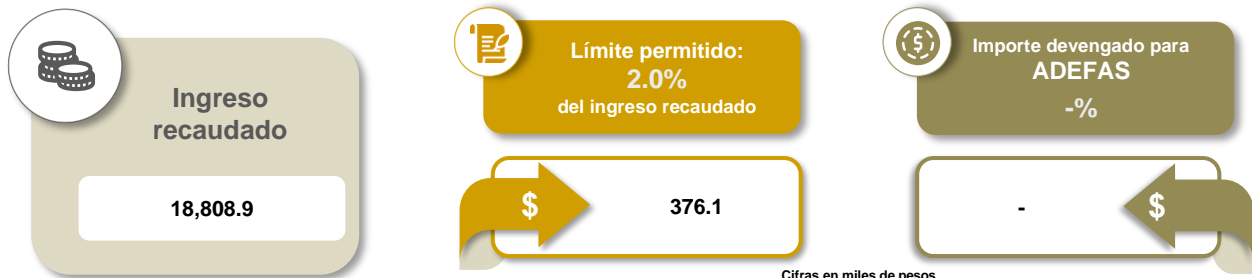 Ingreso
recaudado
18,808.9
Límite permitido:
2.0%
del ingreso recaudado
$
376.1
Importe devengado para
ADEFAS
-%
-
$
Cifras en miles de pesos